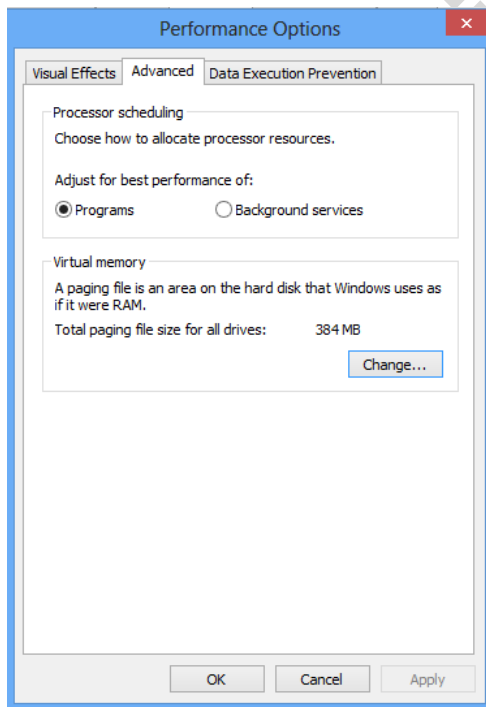 Performance Options
Visual Effects Advanced Data Execution Prevention
Processor scheduling
Choose how to allocate processor resources.
Adjust for best performance of:
Programs Background services
Virtual memory
A paging file is an area on the hard disk that Windows uses as
if it were RAM.
Total paging file size for all drives: 384 MB
Change...
OK Cancel Apply